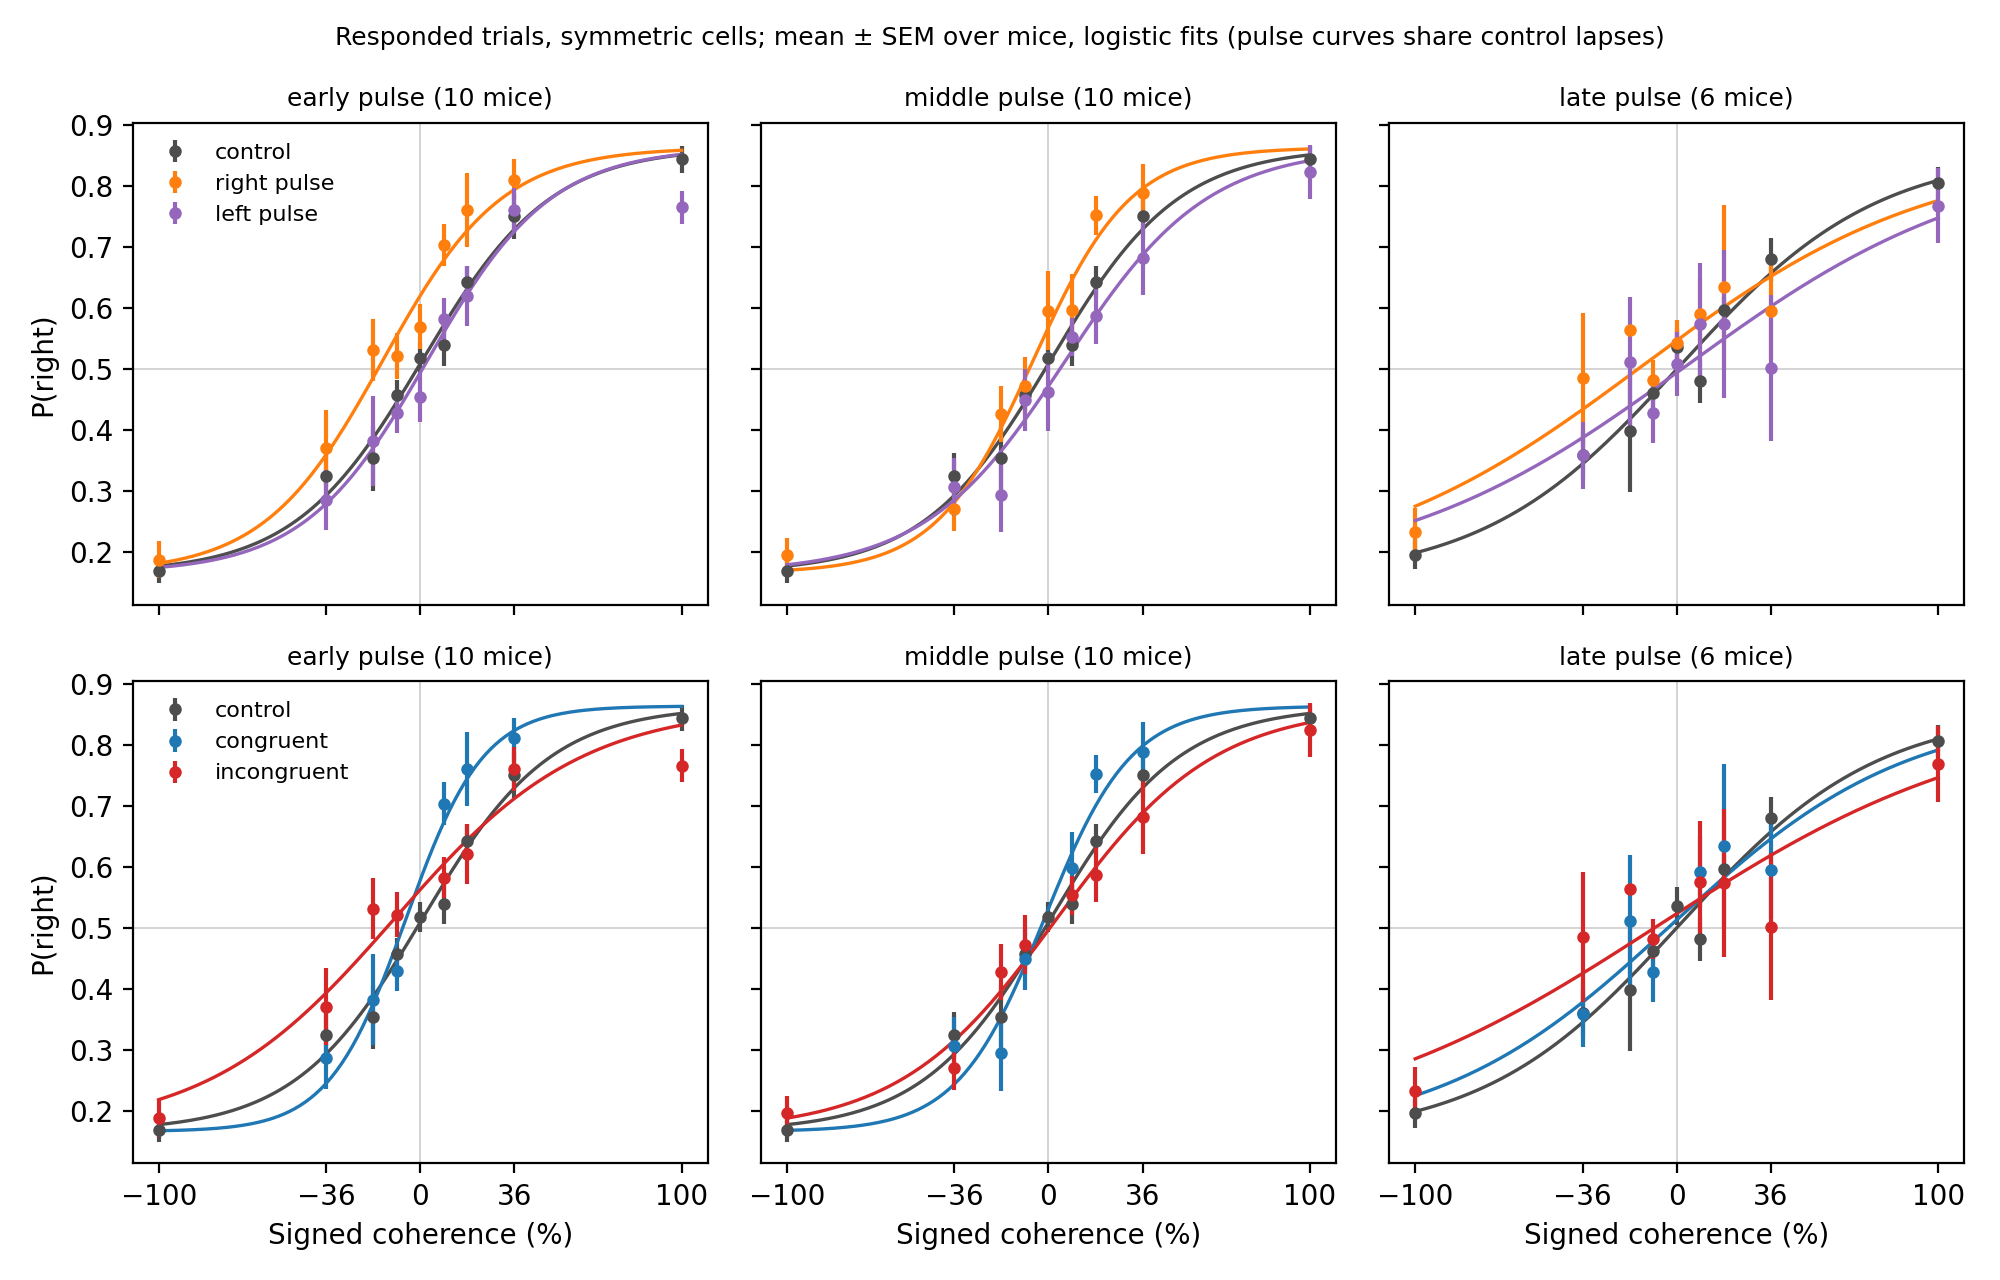 Responded trials, symmetric cells; mean ± SEM over mice, logistic fits (pulse curves share control lapses)
early pulse (10 mice)
middle pulse (10 mice)
late pulse (6 mice)
P(right)
0.9
0.8
0.7
0.6
0.5
0.4
0.3
0.2
control
right pulse
left pulse
early pulse (10 mice)
middle pulse (10 mice)
late pulse (6 mice)
P(right)
0.9
0.8
0.7
0.6
0.5
0.4
0.3
0.2
control
congruent
incongruent
−100 −36 0 36 100
−100 −36 0 36 100
−100 −36 0 36 100
Signed coherence (%)
Signed coherence (%)
Signed coherence (%)